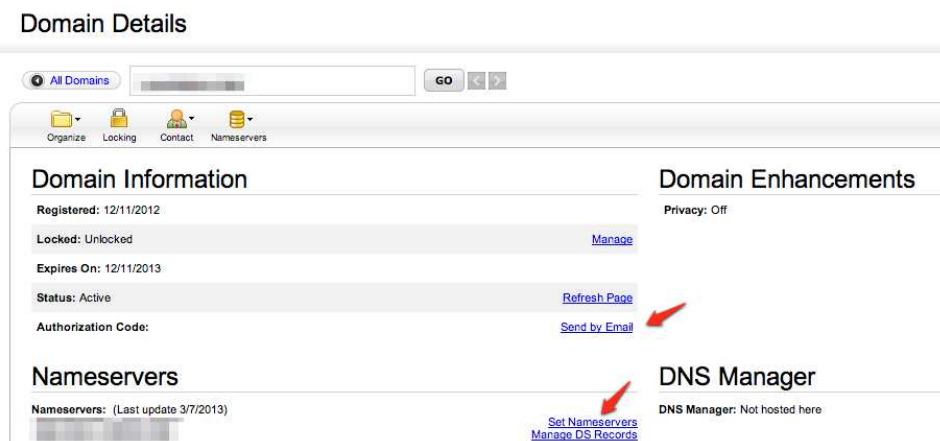 Domain Details
All Domains
GO
Organize Locking Contact Nameservers
Domain Information
Domain Enhancements
Registered: 12/11/2012
Privacy: Off
Locked: Unlocked Manage
Expires On: 12/11/2013
Status: Active Refresh Page
Authorization Code: Send by Email
Nameservers
DNS Manager
Nameservers: (Last update 3/7/2013)
DNS Manager: Not hosted here
Set Nameservers
Manage DS Records